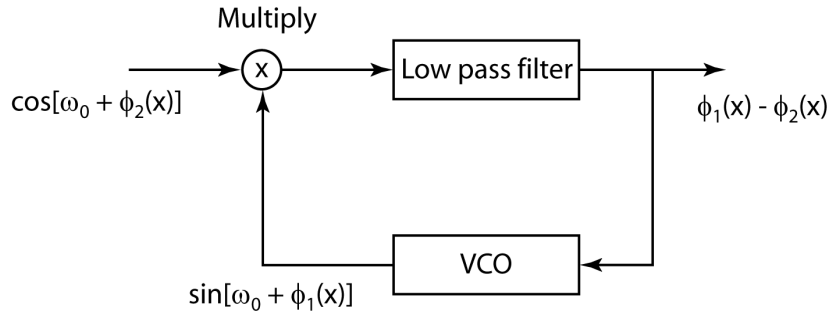 Multiply
x
Low pass filter
cos[ω₀ + ϕ₂(x)]
ϕ₁(x) - ϕ₂(x)
VCO
sin[ω₀ + ϕ₁(x)]